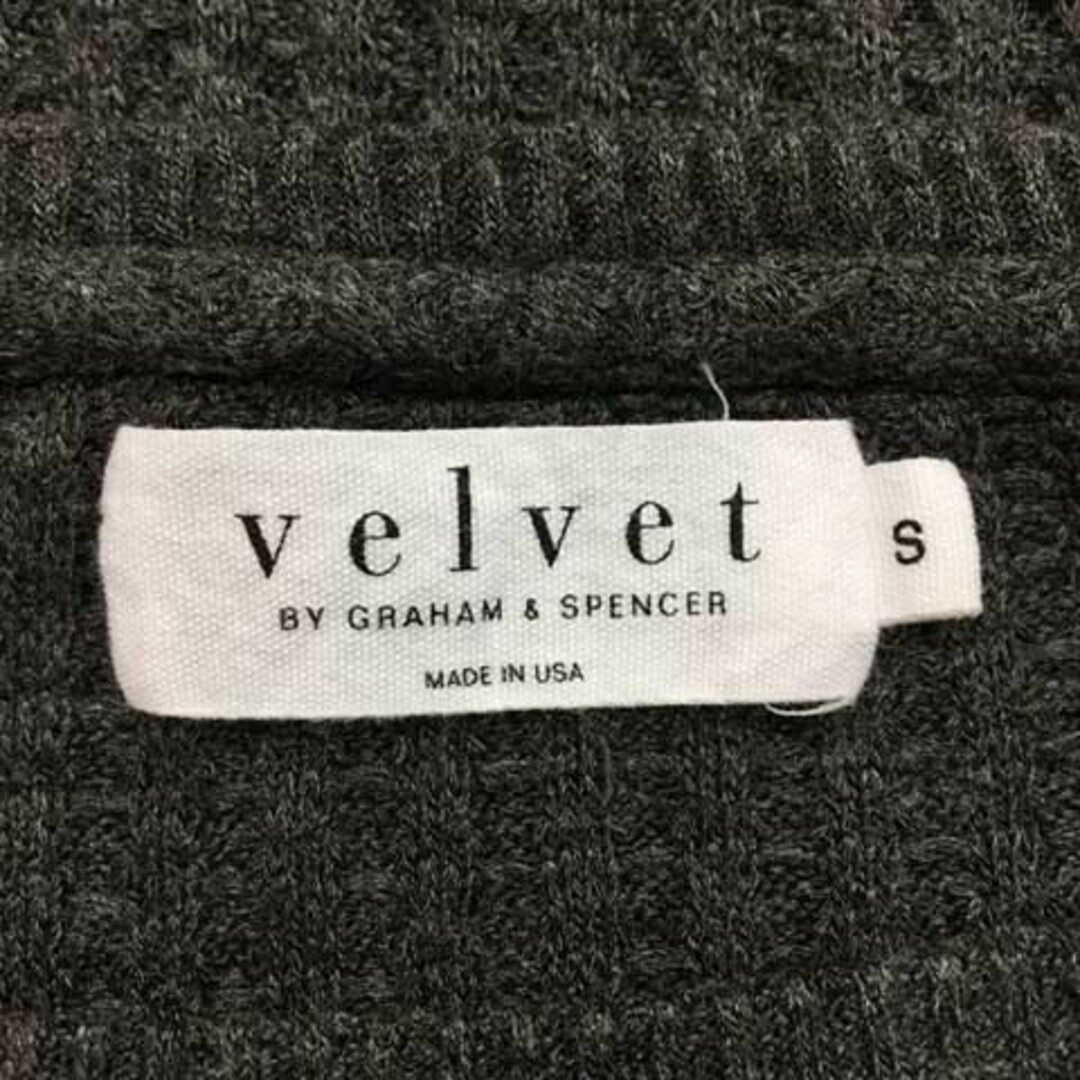 velvet
BY GRAHAM & SPENCER
MADE IN USA
S